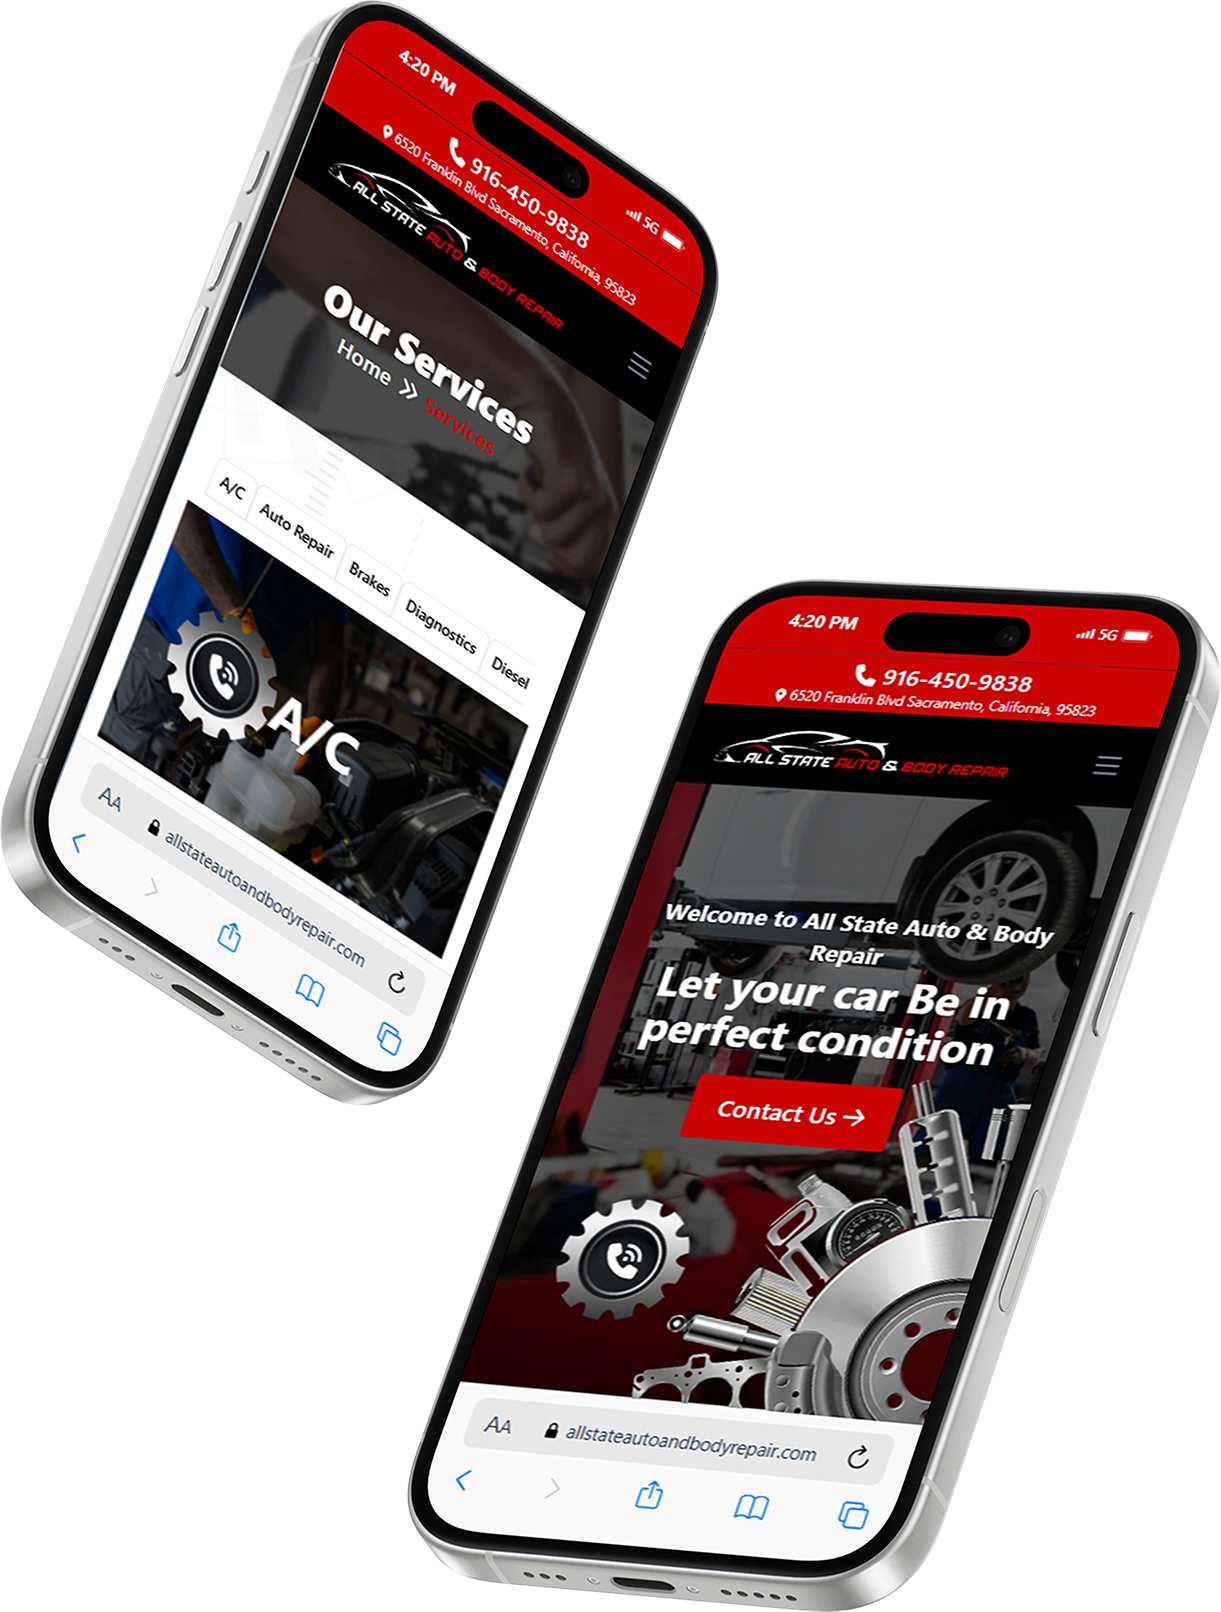 4:20 PM
5G
916-450-9838
6520 Franklin Blvd Sacramento, California, 95823
ALL STATE AUTO & BODY REPAIR
Our Services
Home » Services
A/C
Auto Repair
Brakes
Diagnostics
Diesel
A/C
AA
allstateautoandbodyrepair.com
4:20 PM
5G
916-450-9838
6520 Franklin Blvd Sacramento, California, 95823
ALL STATE AUTO & BODY REPAIR
Welcome to All State Auto & Body
Repair
Let your car Be in
perfect condition
Contact Us →
AA
allstateautoandbodyrepair.com